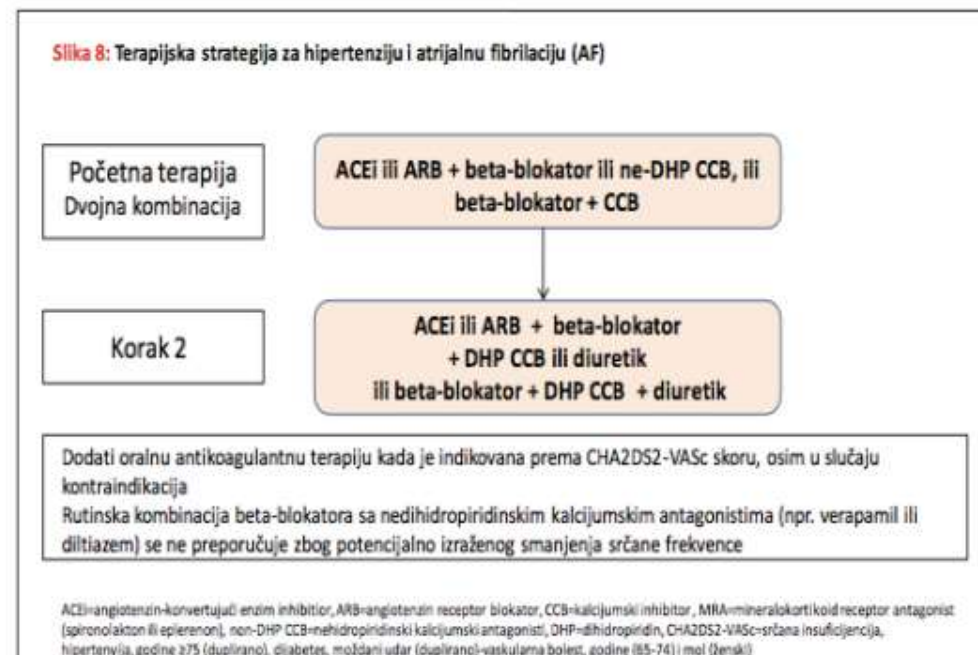 Slika 8: Terapijska strategija za hipertenziju i atrijalnu fibrilaciju (AF)
Početna terapija
Dvojna kombinacija
ACEi ili ARB + beta-blokator ili ne-DHP CCB, ili
beta-blokator + CCB
Korak 2
ACEi ili ARB + beta-blokator
+ DHP CCB ili diuretik
ili beta-blokator + DHP CCB + diuretik
Dodati oralnu antikoagulantnu terapiju kada je indikovana prema CHA2DS2-VASc skoru, osim u slučaju
kontraindikacija
Rutinska kombinacija beta-blokatora sa nedihidropiridinskim kalcijumskim antagonistima (npr. verapamil ili
diltiazem) se ne preporučuje zbog potencijalno izraženog smanjenja srčane frekvence
ACEi=angiotenzin-konvertujući enzim inhibitior, ARB=angiotenzin receptor blokator, CCB=kalcijumski inhibitor, MRA=mineralokortikoid receptor antagonist
(spironolakton ili eplerenon), non-DHP CCB=nehidropiridinski kalcijumski antagonisti, DHP=dihidropiridin, CHA2DS2-VASc=srčana insuficijencija,
hipertenyija, godine ≥75 (duplirano), dijabetes, moždani udar (duplirano)-vaskularna bolest, godine (65-74) i mol (ženski)